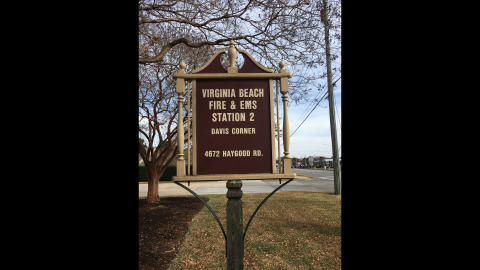 VIRGINIA BEACH
FIRE & EMS
STATION 2
DAVIS CORNER
4672 HAYGOOD RD.